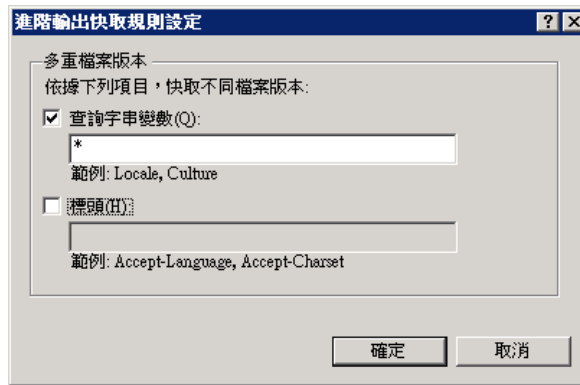 進階輸出快取規則設定
多重檔案版本
依據下列項目，快取不同檔案版本:
查詢字串變數(Q):
*
範例: Locale, Culture
標頭(H):
範例: Accept-Language, Accept-Charset
確定
取消